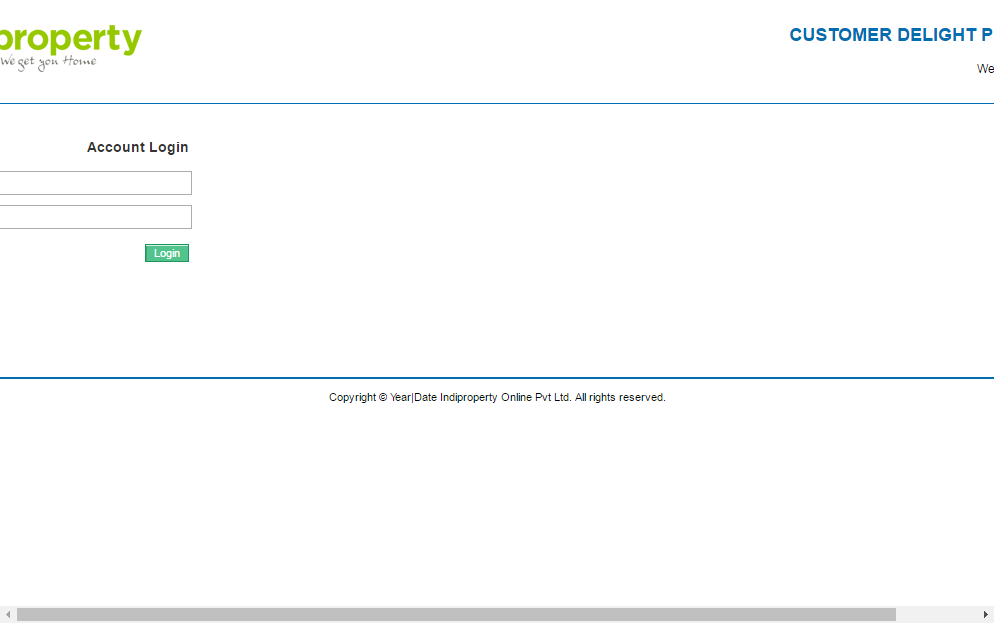 property
We get you Home
CUSTOMER DELIGHT P
We
Account Login
Login
Copyright © Year|Date Indiproperty Online Pvt Ltd. All rights reserved.